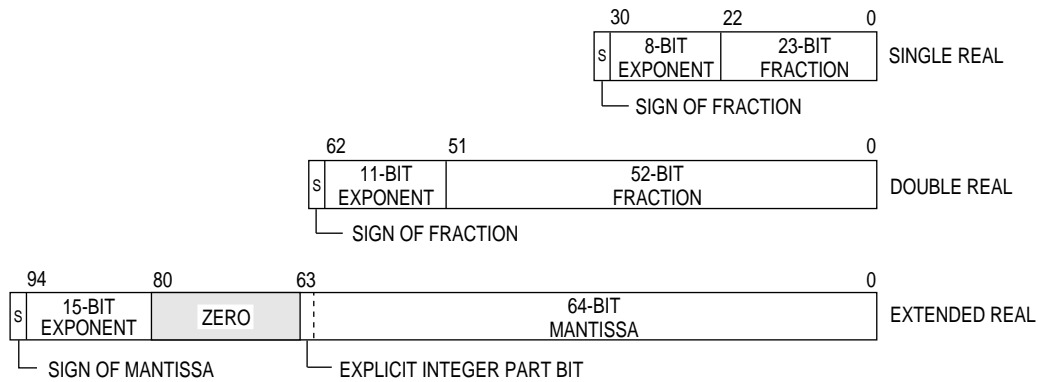 30 22 0
S 8-BIT EXPONENT 23-BIT FRACTION SINGLE REAL
SIGN OF FRACTION
62 51 0
S 11-BIT EXPONENT 52-BIT FRACTION DOUBLE REAL
SIGN OF FRACTION
94 80 63 0
S 15-BIT EXPONENT ZERO 64-BIT MANTISSA EXTENDED REAL
SIGN OF MANTISSA EXPLICIT INTEGER PART BIT